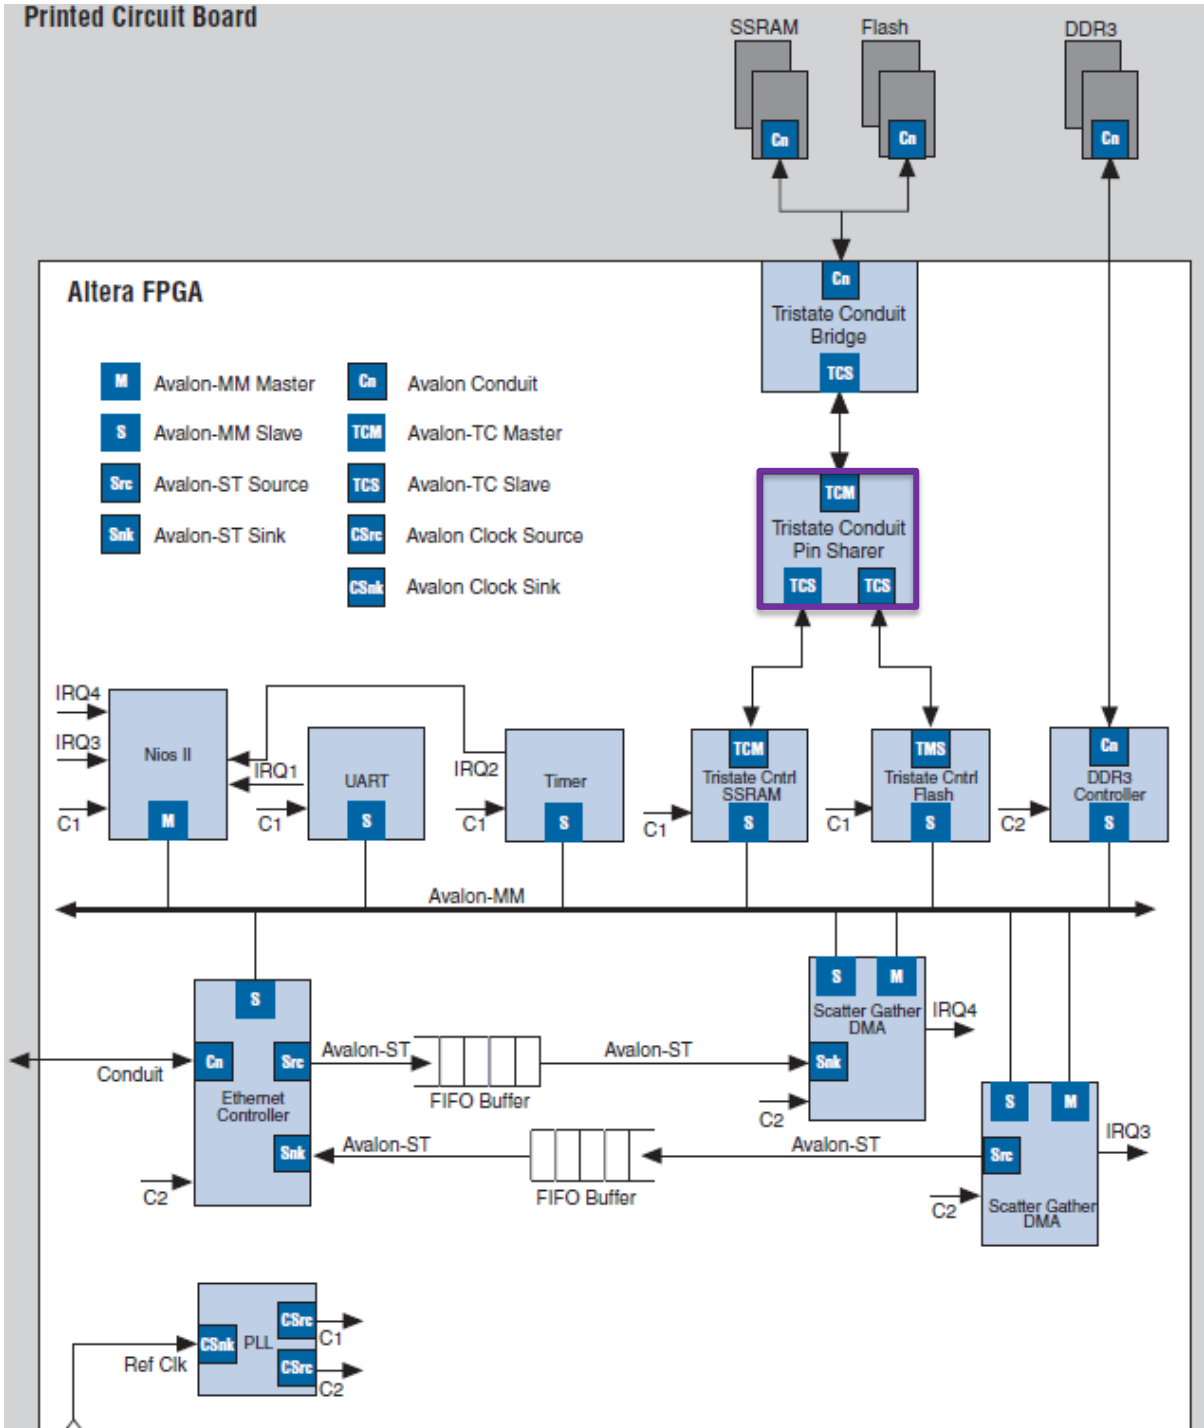 Printed Circuit Board
SSRAM
Flash
DDR3
Cn
Cn
Cn
Altera FPGA
Cn
Tristate Conduit
Bridge
TCS
M
Avalon-MM Master
Cn
Avalon Conduit
S
Avalon-MM Slave
TCM
Avalon-TC Master
Src
Avalon-ST Source
TCS
Avalon-TC Slave
Snk
Avalon-ST Sink
CSrc
Avalon Clock Source
CSnk
Avalon Clock Sink
TCM
Tristate Conduit
Pin Sharer
TCS
TCS
IRQ4
IRQ3
C1
Nios II
M
IRQ1
C1
UART
S
IRQ2
C1
Timer
S
C1
TCM
Tristate Cntrl
SSRAM
S
C1
TMS
Tristate Cntrl
Flash
S
C2
Cn
DDR3
Controller
S
Avalon-MM
S
Cn
Src
Conduit
Ethernet
Controller
Snk
C2
Avalon-ST
FIFO Buffer
Avalon-ST
S
M
Scatter Gather
DMA
IRQ4
Snk
C2
Avalon-ST
FIFO Buffer
Avalon-ST
S
M
IRQ3
Src
C2
Scatter Gather
DMA
CSrc
C1
CSnk
PLL
Ref Clk
CSrc
C2